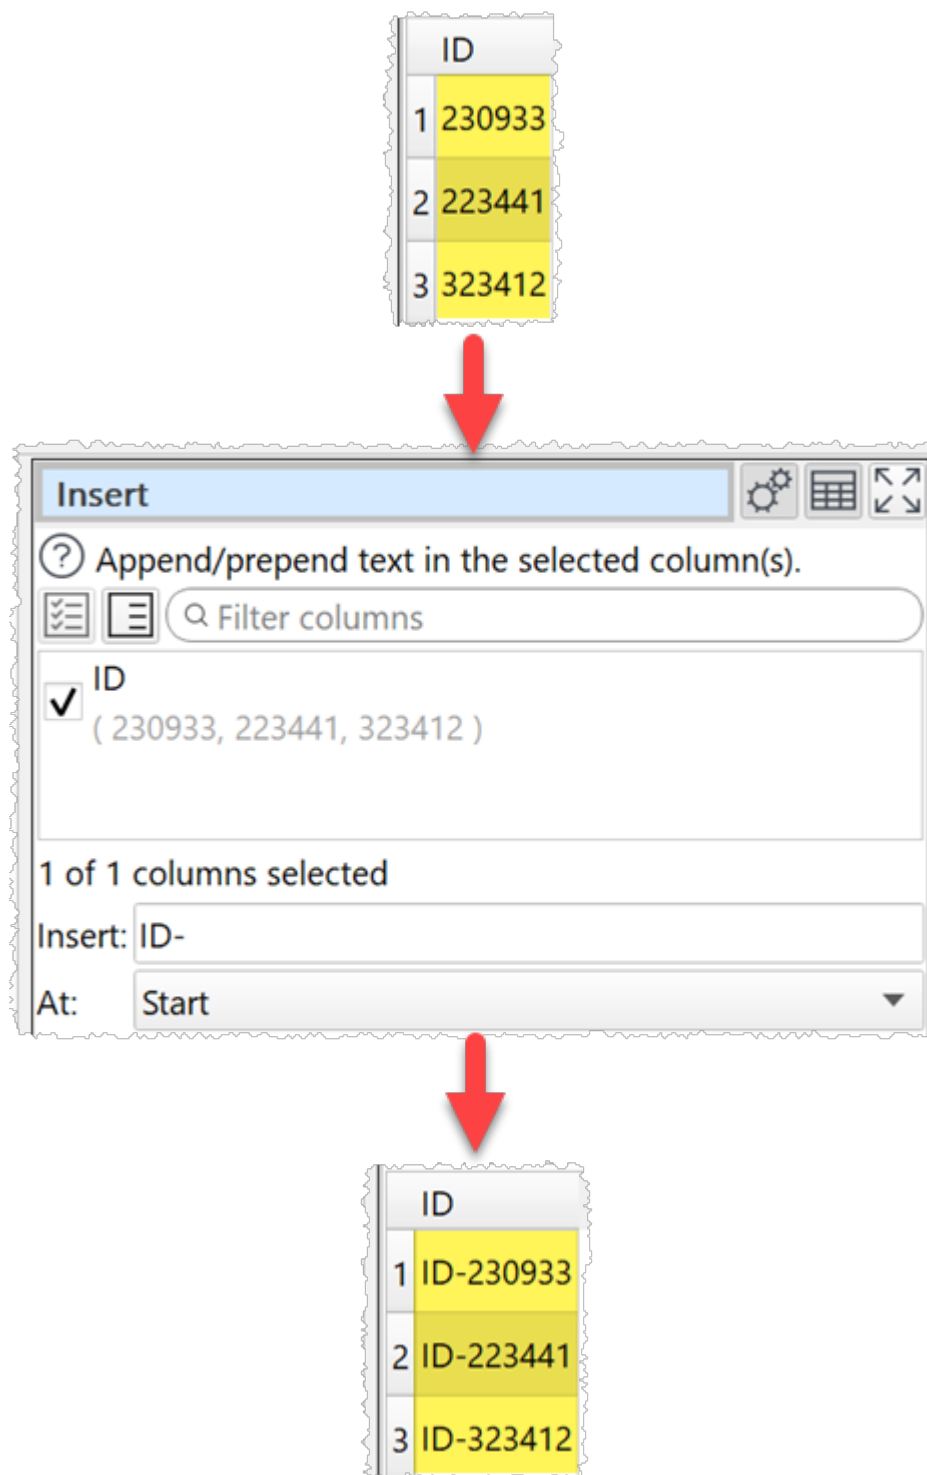 ID
1 230933
2 223441
3 323412
Insert
? Append/prepend text in the selected column(s).
Filter columns
ID
( 230933, 223441, 323412 )
1 of 1 columns selected
Insert: ID-
At: Start
ID
1 ID-230933
2 ID-223441
3 ID-323412